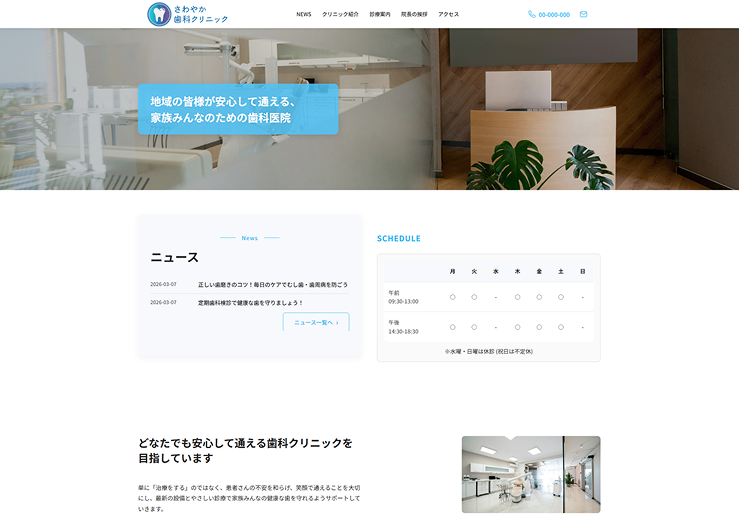 さわやか
歯科クリニック
NEWS クリニック紹介 診療案内 院長の挨拶 アクセス
00-000-000
地域の皆様が安心して通える、
家族みんなのための歯科医院
News
ニュース
2026-03-07 正しい歯磨きのコツ！毎日のケアでむし歯・歯周病を防ごう
2026-03-07 定期歯科検診で健康な歯を守りましょう！
ニュース一覧へ ›
SCHEDULE
月 火 水 木 金 土 日
午前
09:30-13:00 〇 〇 - 〇 〇 〇 -
午後
14:30-18:30 〇 〇 - 〇 〇 〇 -
※水曜・日曜は休診 (祝日は不定休)
どなたでも安心して通える歯科クリニックを
目指しています
単に「治療をする」のではなく、患者さんの不安を和らげ、笑顔で通えることを大切
にし、最新の設備とやさしい診療で家族みんなの健康な歯を守れるようサポートして
いきます。